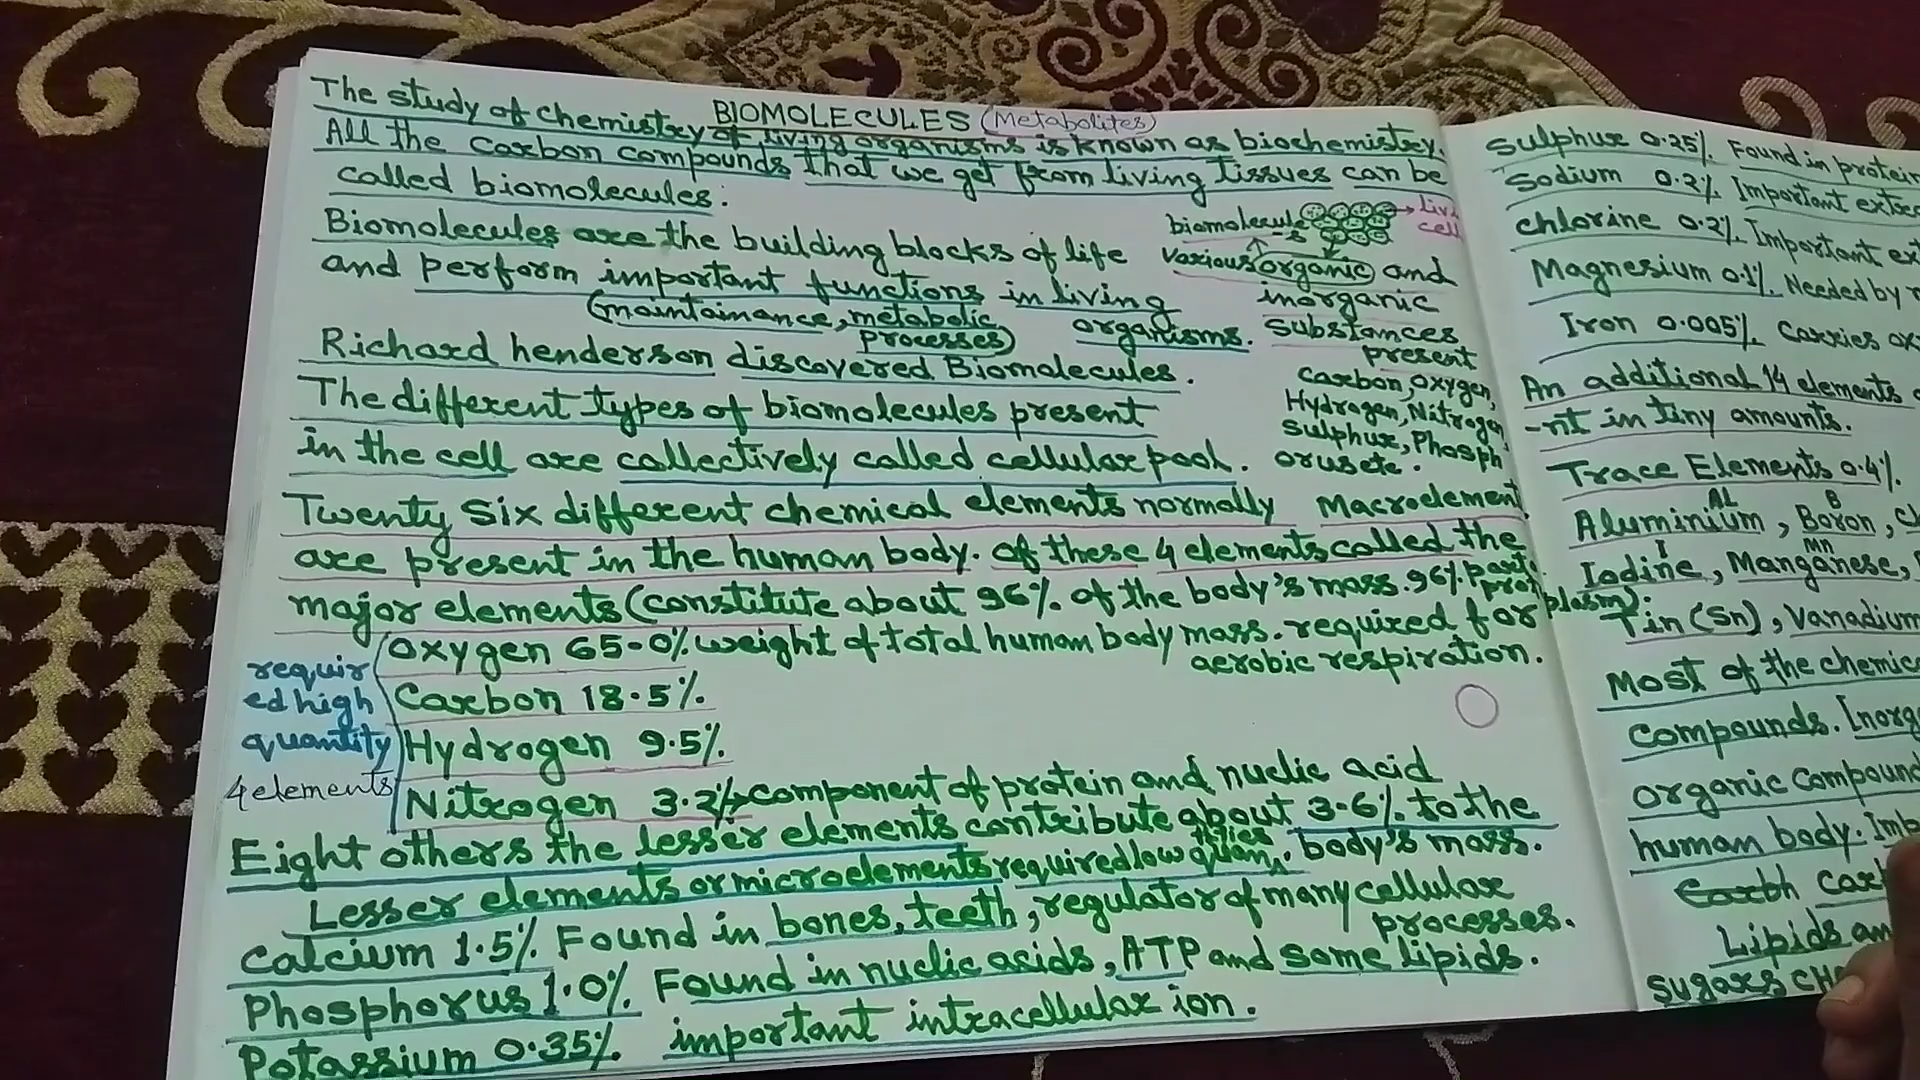 BIOMOLECULES (Metabolites)
The study of chemistry of living organisms is known as biochemistry.
All the carbon compounds that we get from living tissues can be
called biomolecules.
Biomolecules are the building blocks of life
and perform important functions in living
(maintainance, metabolic
processes)
organisms.
biomolecule
-s
various organic and
inorganic
substances
present
Carbon, Oxygen,
Hydrogen, Nitrogen,
Sulphur, Phosph
orus etc.
Richard henderson discovered Biomolecules.
The different types of biomolecules present
in the cell are collectively called cellular pool.
Twenty six different chemical elements normally
Macroelement
are present in the human body. Of these 4 elements called the
major elements (constitute about 96% of the body's mass. 96%
plasm).
Oxygen 65.0% weight of total human body mass. required for
aerobic respiration.
requir
ed high
quantity
4 elements
Carbon 18.5%
Hydrogen 9.5%
Nitrogen 3.2% component of protein and nuclic acid
Eight others the lesser elements contribute about 3.6% to the
body's mass.
Lesser elements or microelements required low quan
tities
Calcium 1.5% Found in bones, teeth, regulator of many cellular
processes.
Phosphorus 1.0% Found in nuclic acids, ATP and some lipids.
Potassium 0.35% important intracellular ion.
Sulphur 0.25% Found in protein
Sodium 0.2% Important
chlorine 0.2% Important
Magnesium 0.1% Needed by
Iron 0.005% Carries
An additional 14 elements
-nt in tiny amounts.
Trace Elements 0.4%
AL B
Aluminium, Boron,
I Mn
Iodine, Manganese,
Tin (Sn), Vanadium
Most of the
compounds.
organic compound
human body.
Lipids
sugars